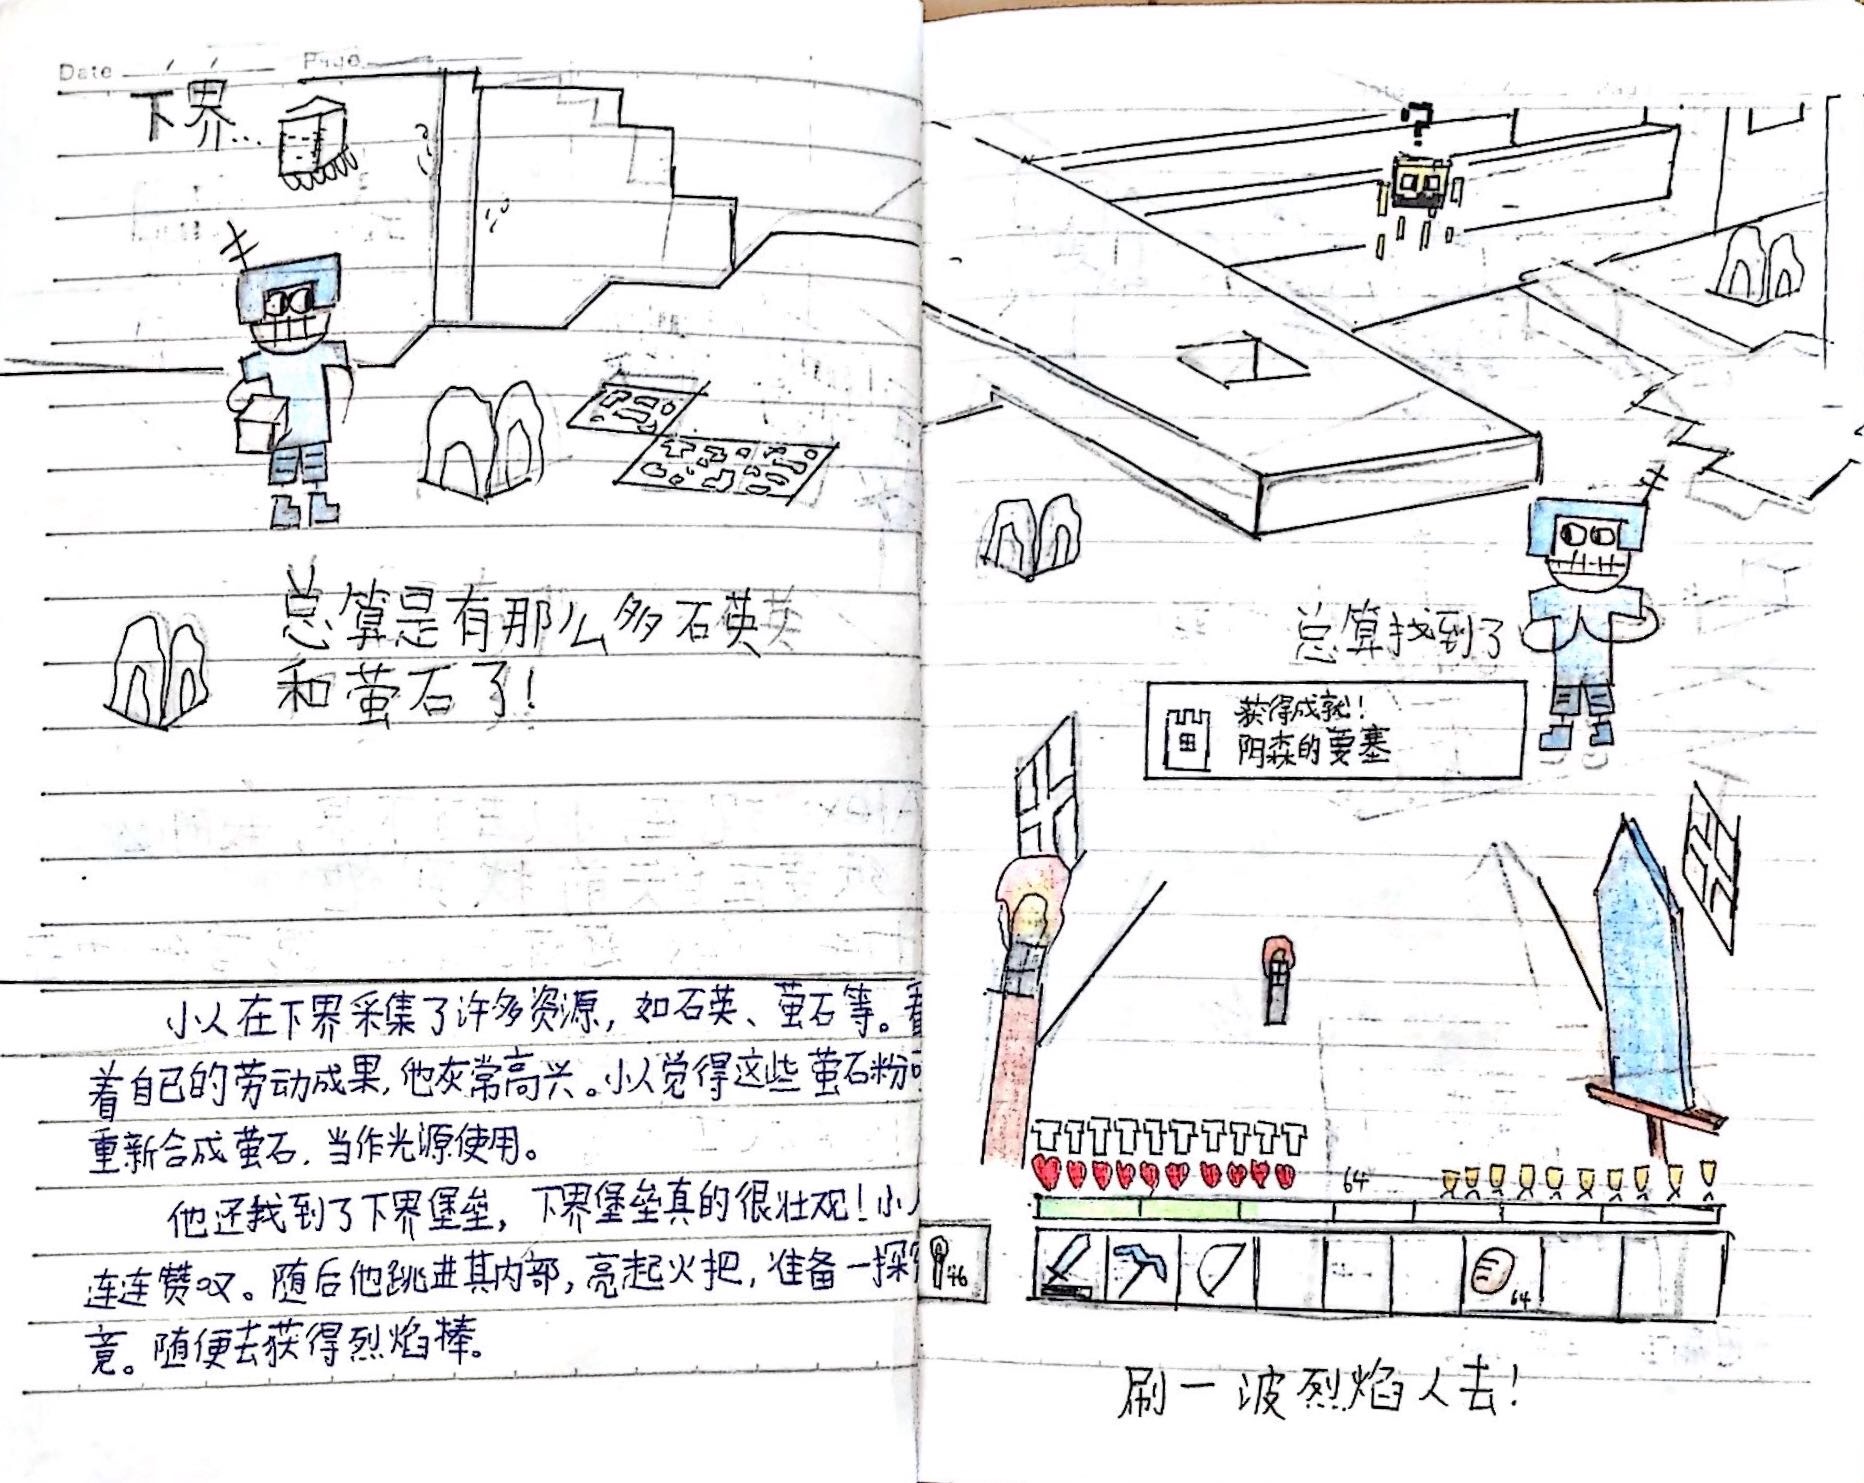 Date Page
下界...
总算是有那么多石英
和萤石了!
小人在下界采集了许多资源，如石英、萤石等。看
着自己的劳动成果，他灰常高兴。小人觉得这些萤石粉可
重新合成萤石，当作光源使用。
他还找到了下界堡垒，下界堡垒真的很壮观！小人
连连赞叹。随后他跳进其内部，亮起火把，准备一探究
竟。随便去获得烈焰棒。
?
总算找到了
获得成就!
阴森的要塞
64
46
64
刷一波烈焰人去!